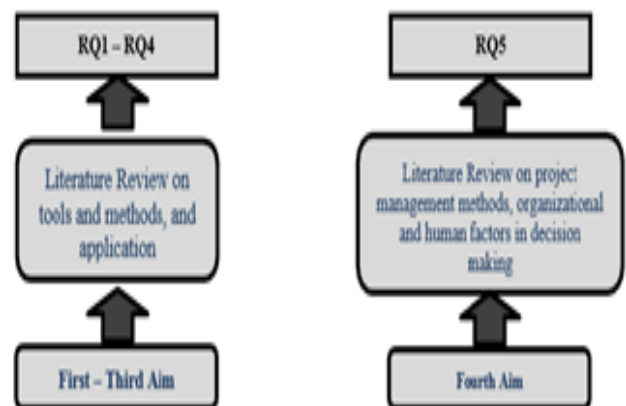 RQ1 – RQ4
Literature Review on
tools and methods, and
application
First – Third Aim
RQ5
Literature Review on project
management methods, organizational
and human factors in decision
making
Fourth Aim